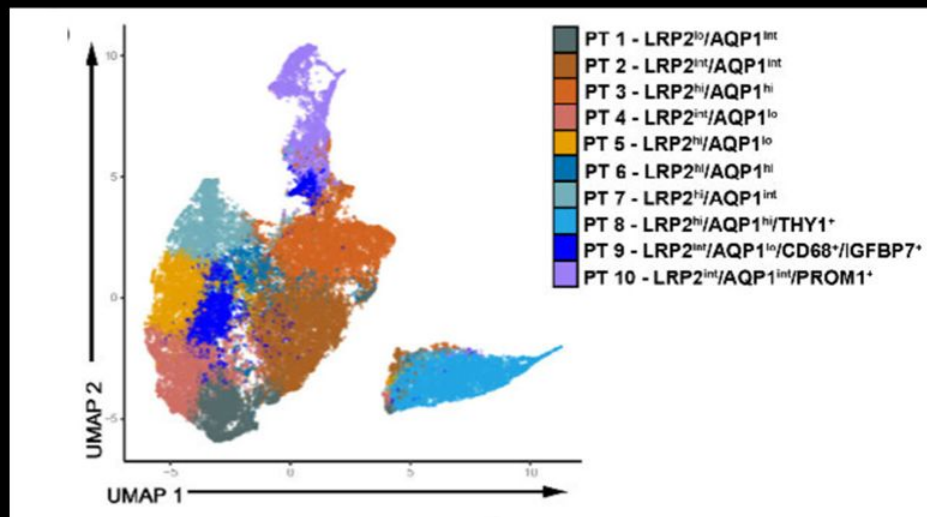 10
5
0
-5
-5
0
5
10
UMAP 2
UMAP 1
PT 1 - LRP2lo/AQP1int
PT 2 - LRP2int/AQP1int
PT 3 - LRP2hi/AQP1hi
PT 4 - LRP2int/AQP1lo
PT 5 - LRP2hi/AQP1lo
PT 6 - LRP2hi/AQP1hi
PT 7 - LRP2hi/AQP1int
PT 8 - LRP2hi/AQP1hi/THY1+
PT 9 - LRP2int/AQP1lo/CD68+/IGFBP7+
PT 10 - LRP2int/AQP1int/PROM1+